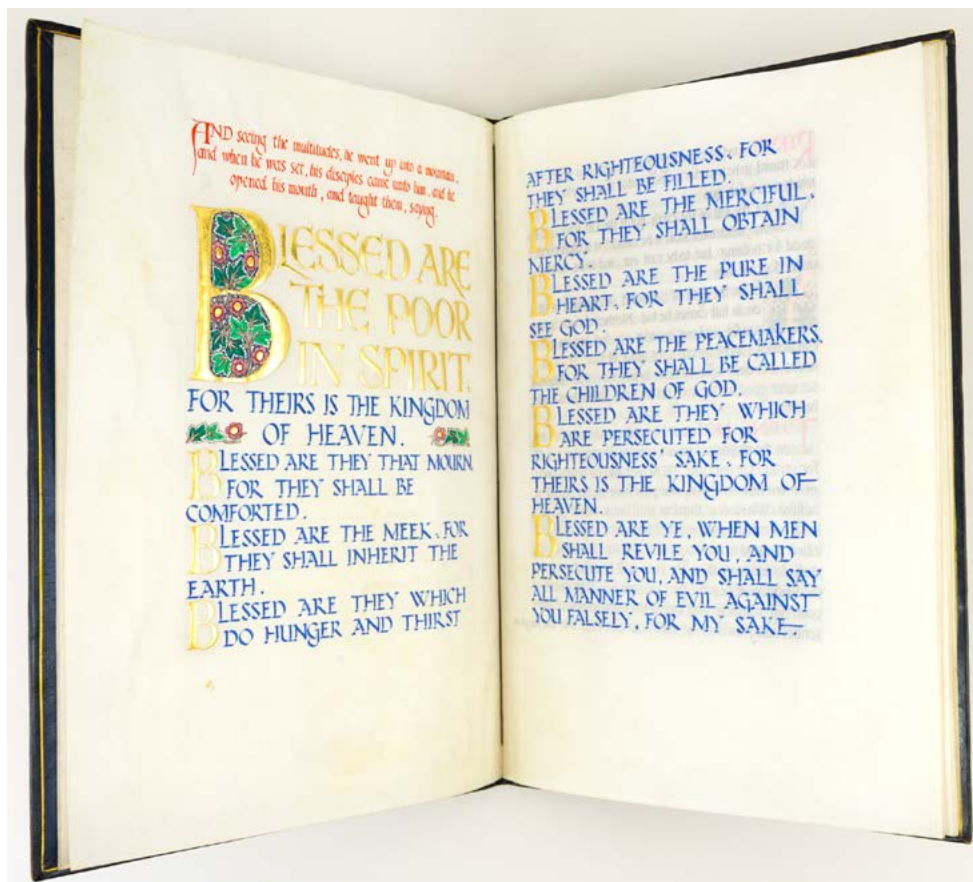 AND seeing the multitudes, he went up into a mountain,
and when he was set, his disciples came unto him, and he
opened his mouth, and taught them, saying.
BLESSED ARE
THE POOR
IN SPIRIT.
FOR THEIRS IS THE KINGDOM
OF HEAVEN.
BLESSED ARE THEY THAT MOURN.
FOR THEY SHALL BE
COMFORTED.
BLESSED ARE THE MEEK, FOR
THEY SHALL INHERIT THE
EARTH.
BLESSED ARE THEY WHICH
DO HUNGER AND THIRST
AFTER RIGHTEOUSNESS, FOR
THEY SHALL BE FILLED.
BLESSED ARE THE MERCIFUL,
FOR THEY SHALL OBTAIN
MERCY.
BLESSED ARE THE PURE IN
HEART, FOR THEY SHALL
SEE GOD.
BLESSED ARE THE PEACEMAKERS,
FOR THEY SHALL BE CALLED
THE CHILDREN OF GOD.
BLESSED ARE THEY WHICH
ARE PERSECUTED FOR
RIGHTEOUSNESS' SAKE, FOR
THEIRS IS THE KINGDOM OF
HEAVEN.
BLESSED ARE YE, WHEN MEN
SHALL REVILE YOU, AND
PERSECUTE YOU, AND SHALL SAY
ALL MANNER OF EVIL AGAINST
YOU FALSELY, FOR MY SAKE.